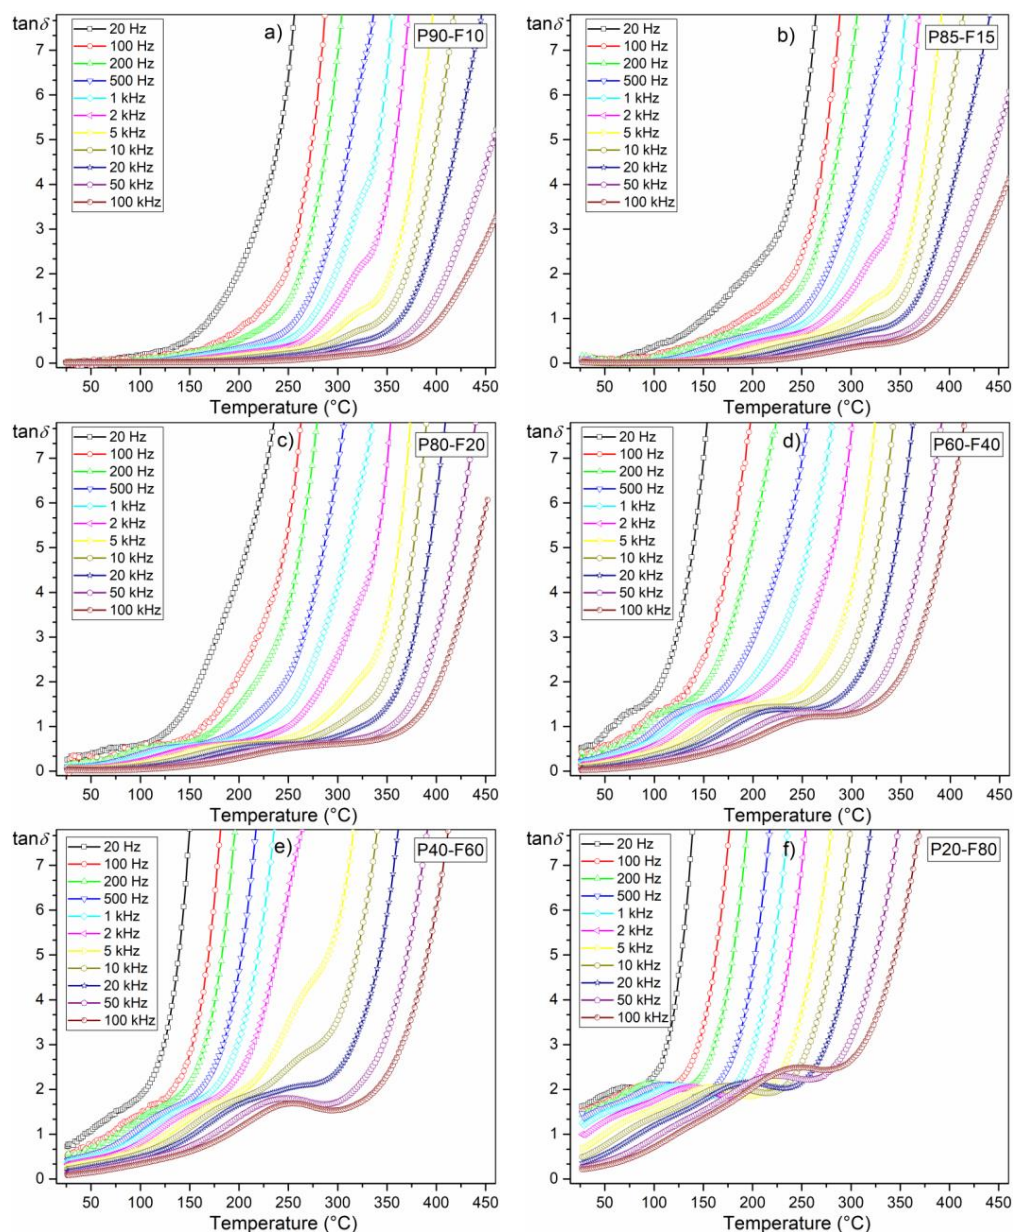 tanδ
a)
P90-F10
20 Hz
100 Hz
200 Hz
500 Hz
1 kHz
2 kHz
5 kHz
10 kHz
20 kHz
50 kHz
100 kHz
7
6
5
4
3
2
1
0
50 100 150 200 250 300 350 400 450
Temperature (°C)
tanδ
b)
P85-F15
20 Hz
100 Hz
200 Hz
500 Hz
1 kHz
2 kHz
5 kHz
10 kHz
20 kHz
50 kHz
100 kHz
7
6
5
4
3
2
1
0
50 100 150 200 250 300 350 400 450
Temperature (°C)
tanδ
c)
P80-F20
20 Hz
100 Hz
200 Hz
500 Hz
1 kHz
2 kHz
5 kHz
10 kHz
20 kHz
50 kHz
100 kHz
7
6
5
4
3
2
1
0
50 100 150 200 250 300 350 400 450
Temperature (°C)
tanδ
d)
P60-F40
20 Hz
100 Hz
200 Hz
500 Hz
1 kHz
2 kHz
5 kHz
10 kHz
20 kHz
50 kHz
100 kHz
7
6
5
4
3
2
1
0
50 100 150 200 250 300 350 400 450
Temperature (°C)
tanδ
e)
P40-F60
20 Hz
100 Hz
200 Hz
500 Hz
1 kHz
2 kHz
5 kHz
10 kHz
20 kHz
50 kHz
100 kHz
7
6
5
4
3
2
1
0
50 100 150 200 250 300 350 400 450
Temperature (°C)
tanδ
f)
P20-F80
20 Hz
100 Hz
200 Hz
500 Hz
1 kHz
2 kHz
5 kHz
10 kHz
20 kHz
50 kHz
100 kHz
7
6
5
4
3
2
1
0
50 100 150 200 250 300 350 400 450
Temperature (°C)